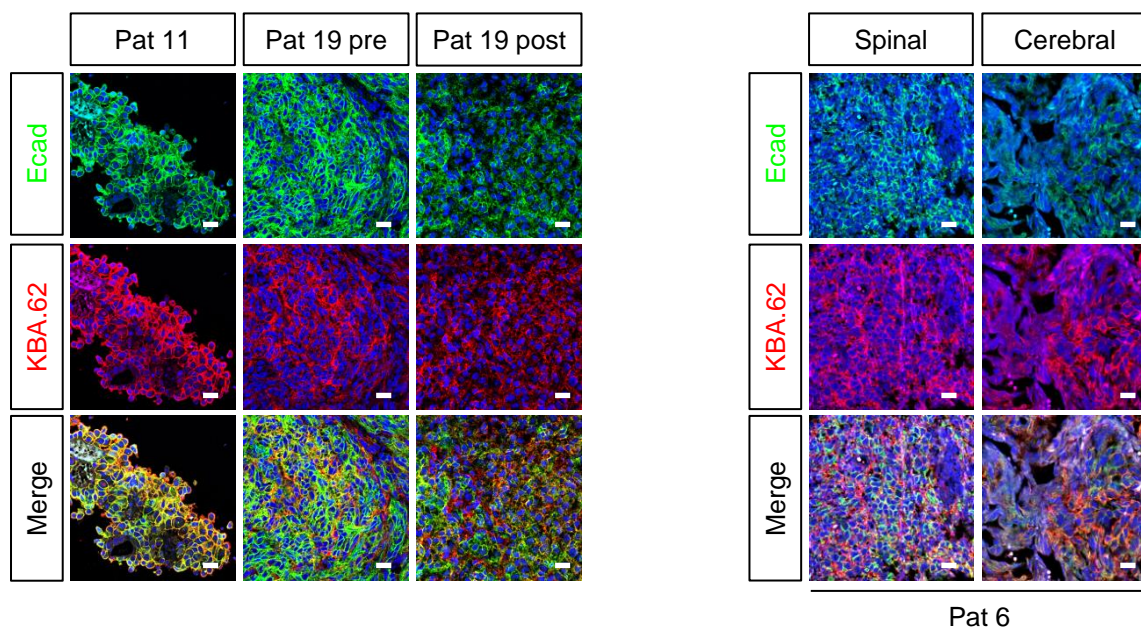 Pat 11 Pat 19 pre Pat 19 post Spinal Cerebral
Ecad Ecad
KBA.62 KBA.62
Merge Merge
Pat 6